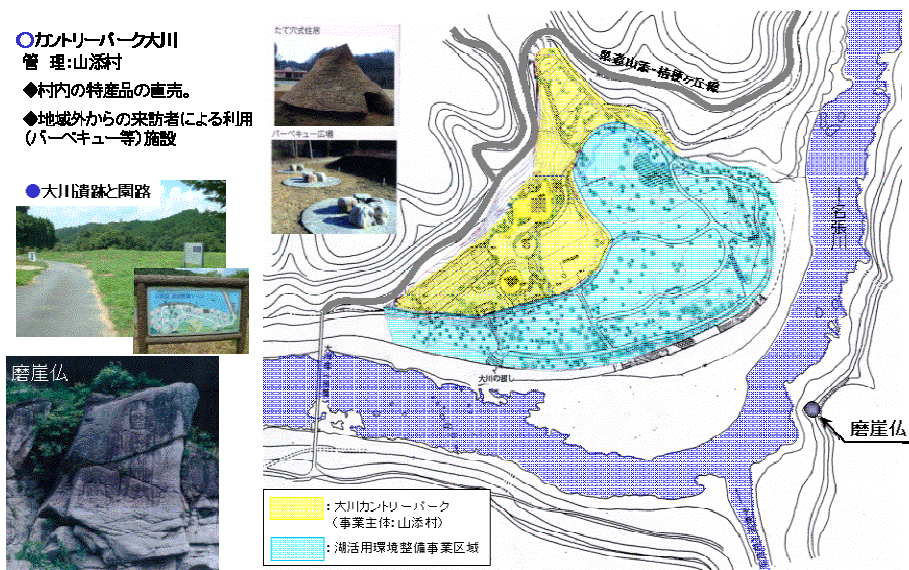 ○カントリーパーク大川
管 理:山添村
◆村内の特産品の直売。
◆地域外からの来訪者による利用
(バーベキュー等)施設
●大川遺跡と園路
磨崖仏
たて穴式住居
バーベキュー広場
県道山添・桔梗ヶ丘線
名張川
大川の渡し
磨崖仏
:大川カントリーパーク
(事業主体:山添村)
:湖活用環境整備事業区域